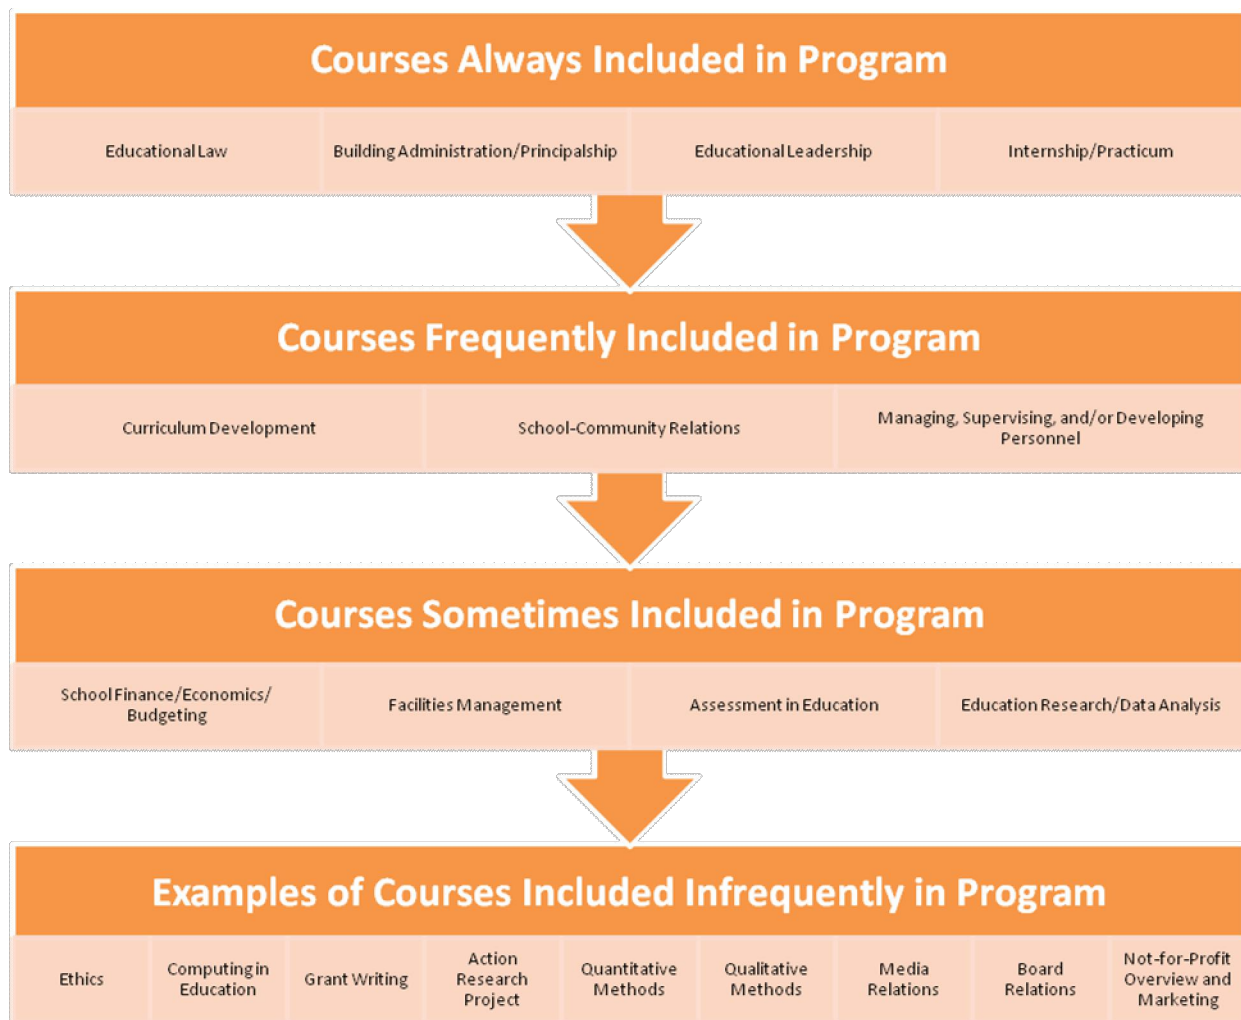 Courses Always Included in Program
Educational Law
Building Administration/Principalship
Educational Leadership
Internship/Practicum
Courses Frequently Included in Program
Curriculum Development
School-Community Relations
Managing, Supervising, and/or Developing
Personnel
Courses Sometimes Included in Program
School Finance/Economics/
Budgeting
Facilities Management
Assessment in Education
Education Research/Data Analysis
Examples of Courses Included Infrequently in Program
Ethics
Computing in
Education
Grant Writing
Action
Research
Project
Quantitative
Methods
Qualitative
Methods
Media
Relations
Board
Relations
Not-for-Profit
Overview and
Marketing